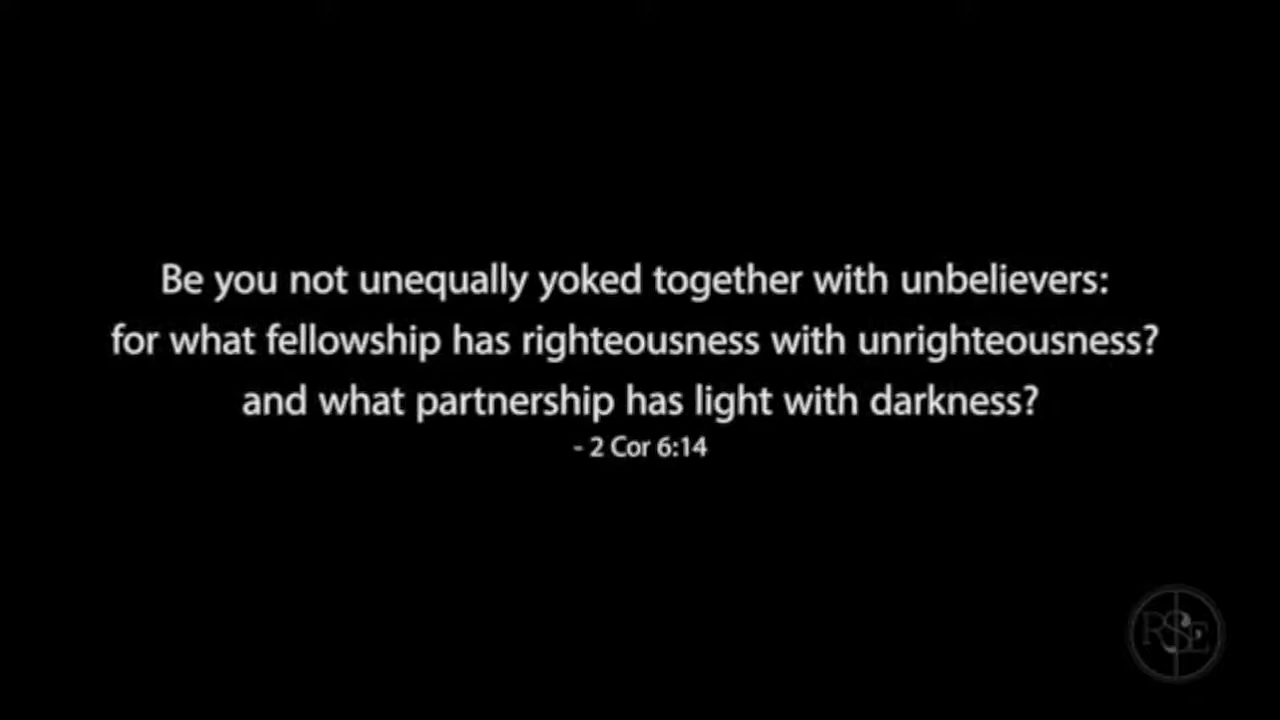 Be you not unequally yoked together with unbelievers:
for what fellowship has righteousness with unrighteousness?
and what partnership has light with darkness?
- 2 Cor 6:14
RSE